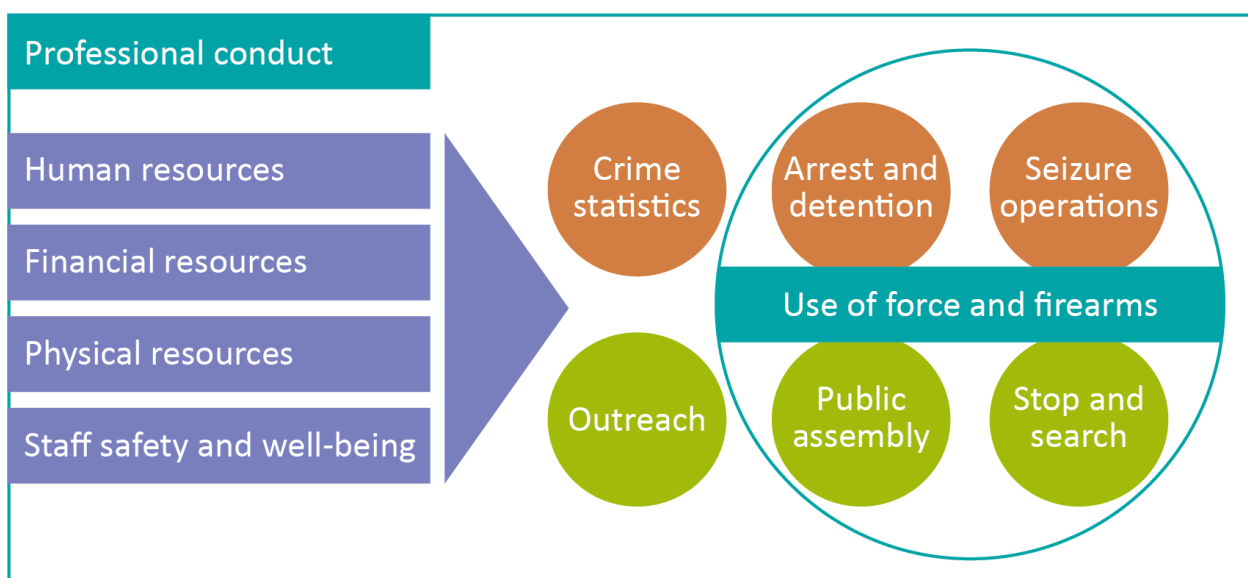 Professional conduct
Human resources
Financial resources
Physical resources
Staff safety and well-being
Crime
statistics
Arrest and
detention
Seizure
operations
Use of force and firearms
Outreach
Public
assembly
Stop and
search